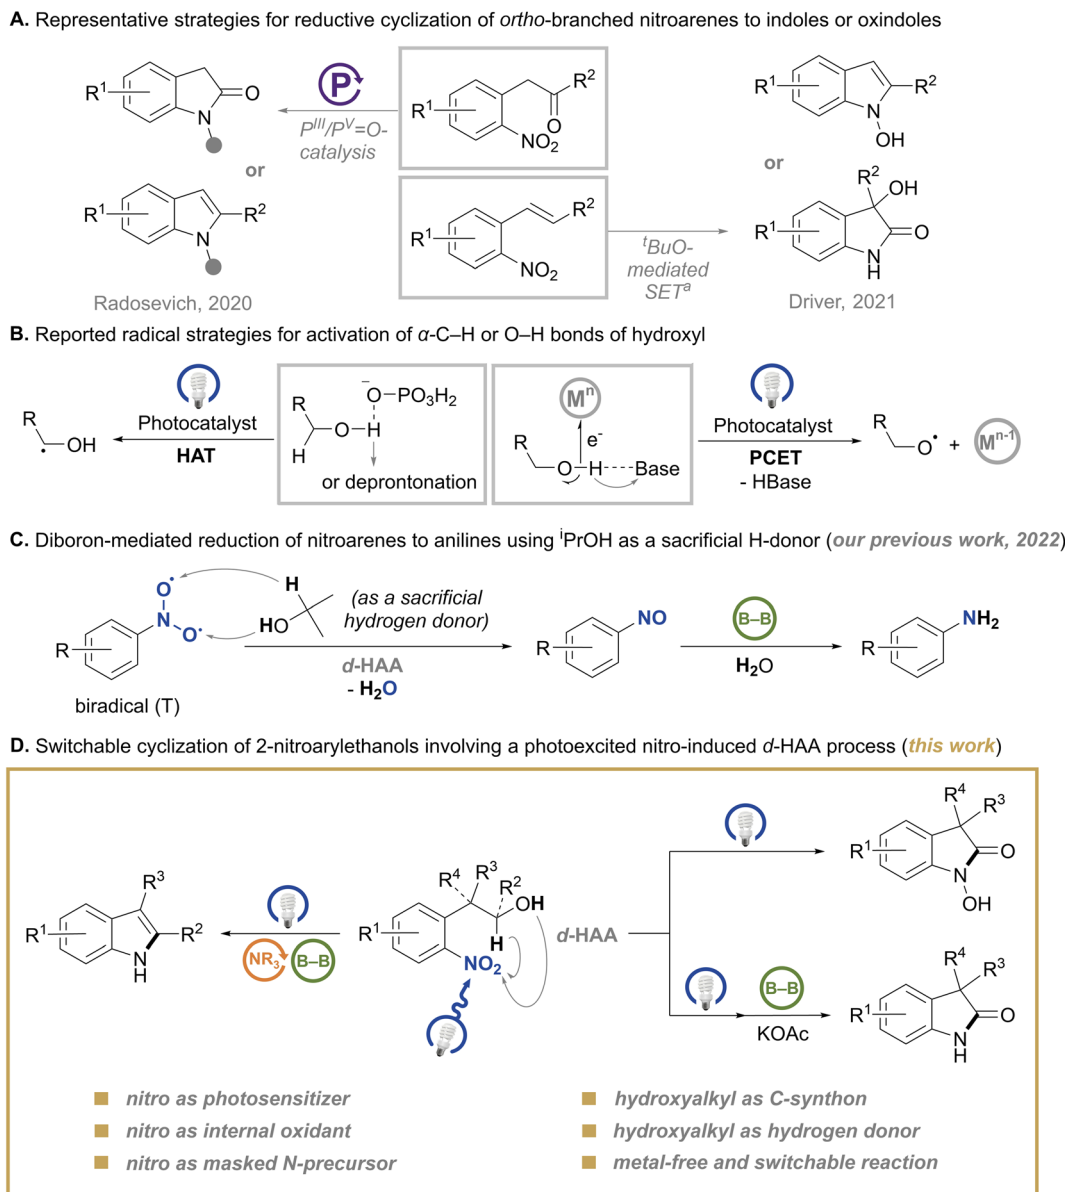 A. Representative strategies for reductive cyclization of ortho-branched nitroarenes to indoles or oxindoles
R¹
O
N
P
Pᴵᴵᴵ/Pⱽ=O-
catalysis
or
R¹
R²
N
Radosevich, 2020
R¹
R²
O
NO₂
R¹
R²
NO₂
ᵗBuO-
mediated
SETᵃ
R¹
R²
N
OH
or
R²
OH
R¹
O
N
H
Driver, 2021
B. Reported radical strategies for activation of α-C–H or O–H bonds of hydroxyl
R
OH
Photocatalyst
HAT
⁻O–PO₃H₂
R
O
H
H
or deprontonation
Mⁿ
e⁻
R
O
H
Base
Photocatalyst
PCET
- HBase
R
O•
+
Mⁿ⁻¹
C. Diboron-mediated reduction of nitroarenes to anilines using ⁱPrOH as a sacrificial H-donor (our previous work, 2022)
O•
N
O•
R
biradical (T)
H
HO
(as a sacrificial
hydrogen donor)
d-HAA
- H₂O
NO
R
B–B
H₂O
NH₂
R
D. Switchable cyclization of 2-nitroarylethanols involving a photoexcited nitro-induced d-HAA process (this work)
R³
R¹
R²
N
H
NR₃
B–B
R⁴
R³
R²
OH
H
R¹
NO₂
d-HAA
R⁴
R³
R¹
O
N
OH
B–B
KOAc
R⁴
R³
R¹
O
N
H
nitro as photosensitizer
nitro as internal oxidant
nitro as masked N-precursor
hydroxyalkyl as C-synthon
hydroxyalkyl as hydrogen donor
metal-free and switchable reaction